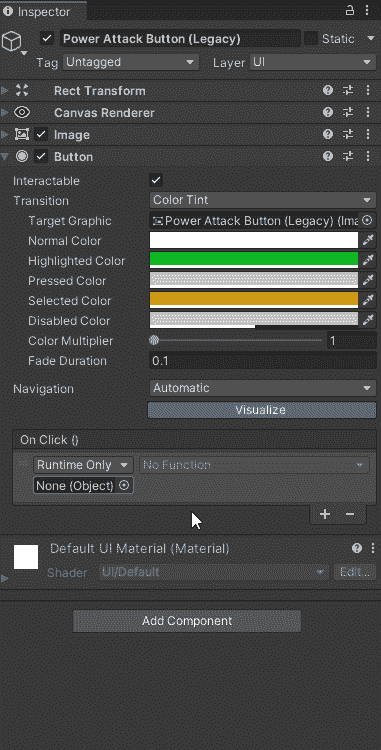 Inspector
Power Attack Button (Legacy) Static
Tag Untagged Layer UI
Rect Transform
Canvas Renderer
Image
Button
Interactable
Transition Color Tint
Target Graphic Power Attack Button (Legacy) (Ima
Normal Color
Highlighted Color
Pressed Color
Selected Color
Disabled Color
Color Multiplier 1
Fade Duration 0.1
Navigation Automatic
Visualize
On Click ()
Runtime Only No Function
None (Object)
Default UI Material (Material)
Shader UI/Default Edit...
Add Component